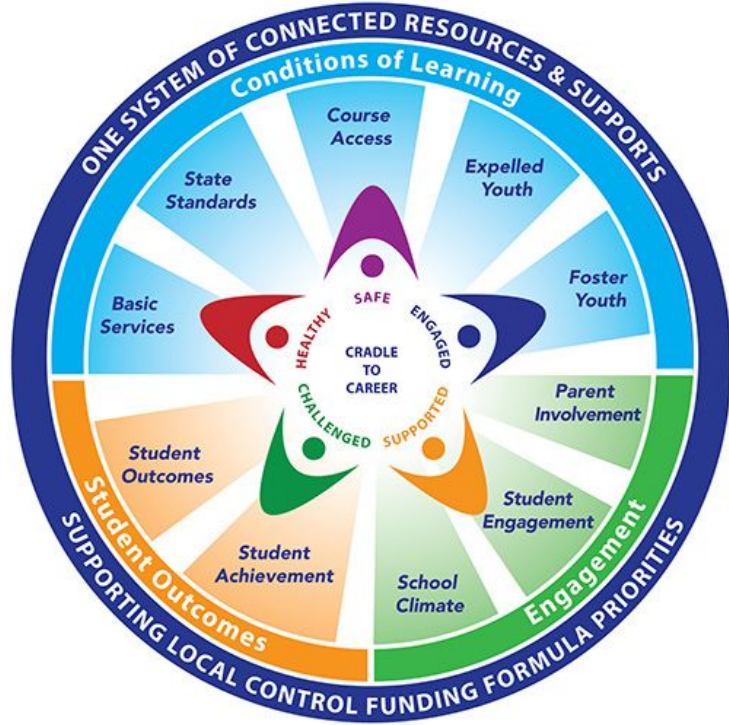 ONE SYSTEM OF CONNECTED RESOURCES & SUPPORTS
Conditions of Learning
Course
Access
State
Standards
Expelled
Youth
Basic
Services
Foster
Youth
SAFE
HEALTHY
ENGAGED
CRADLE
TO
CAREER
CHALLENGED
SUPPORTED
Parent
Involvement
Student
Outcomes
Student
Engagement
Student
Achievement
School
Climate
Student Outcomes
Engagement
SUPPORTING LOCAL CONTROL FUNDING FORMULA PRIORITIES